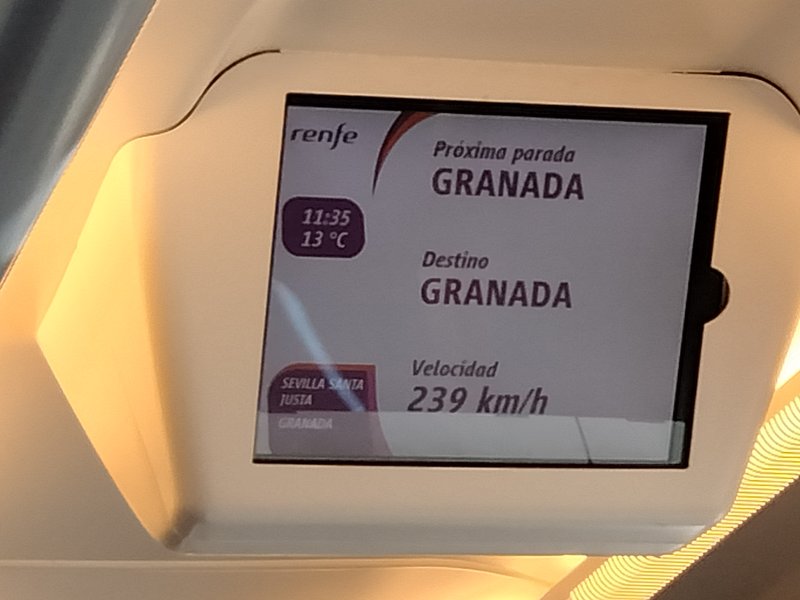 renfe
11:35
13 °C
SEVILLA SANTA
JUSTA
GRANADA
Próxima parada
GRANADA
Destino
GRANADA
Velocidad
239 km/h